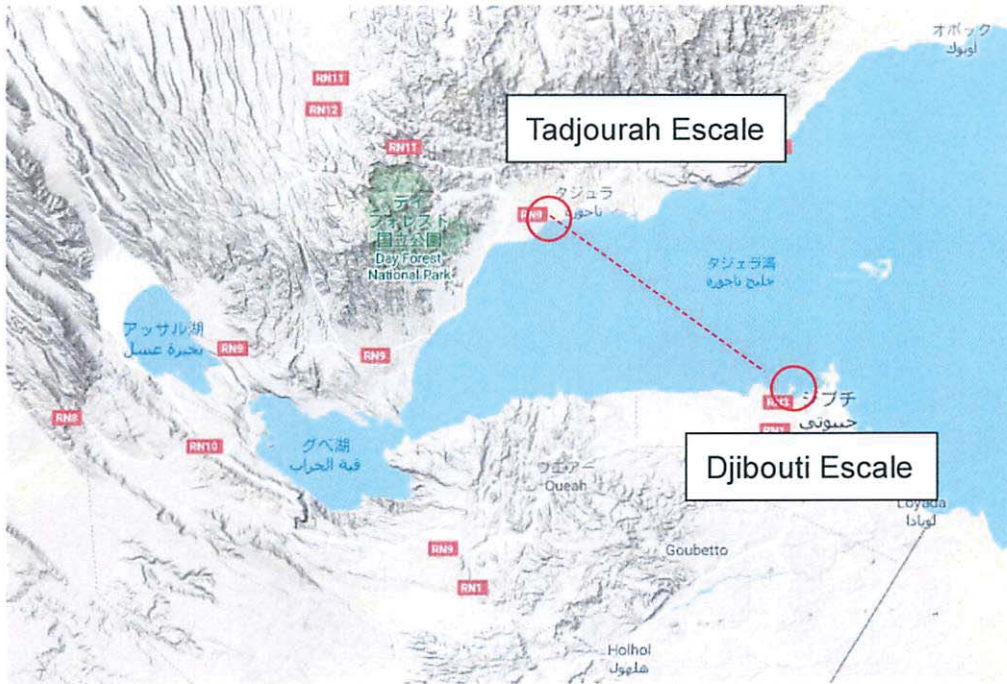 オボック
أوبوك
RN11
RN12
RN11
Tadjourah Escale
タジュラ
تاجورة
RN9
デイ
フォレスト
国立公園
Day Forest
National Park
タジュラ湾
خليج تاجورة
アッサル湖
بحيرة عسل
RN9
RN9
RN3
ジブチ
جيبوتي
RN8
RN10
グベ湖
قبة الخراب
RN1
Djibouti Escale
ウエアー
Oueah
Loyada
لويادا
RN9
Goubetto
RN1
Holhol
هلهول